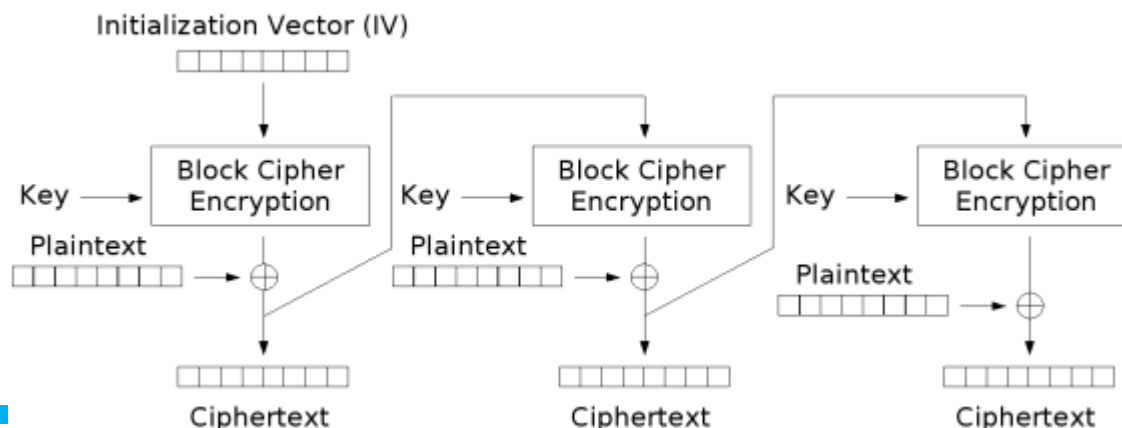 Initialization Vector (IV)
Block Cipher
Encryption
Block Cipher
Encryption
Block Cipher
Encryption
Key
Key
Key
Plaintext
Plaintext
Plaintext
Ciphertext
Ciphertext
Ciphertext